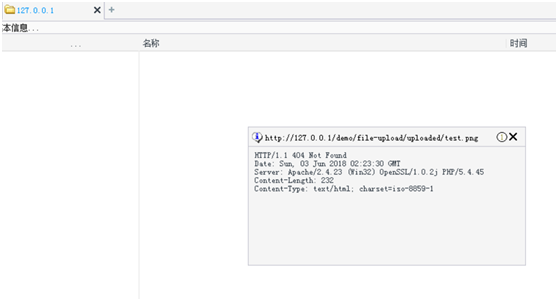 127.0.0.1
本信息...
... 名称 时间
http://127.0.0.1/demo/file-upload/uploaded/test.png
HTTP/1.1 404 Not Found
Date: Sun, 03 Jun 2018 02:23:30 GMT
Server: Apache/2.4.23 (Win32) OpenSSL/1.0.2j PHP/5.4.45
Content-Length: 232
Content-Type: text/html; charset=iso-8859-1